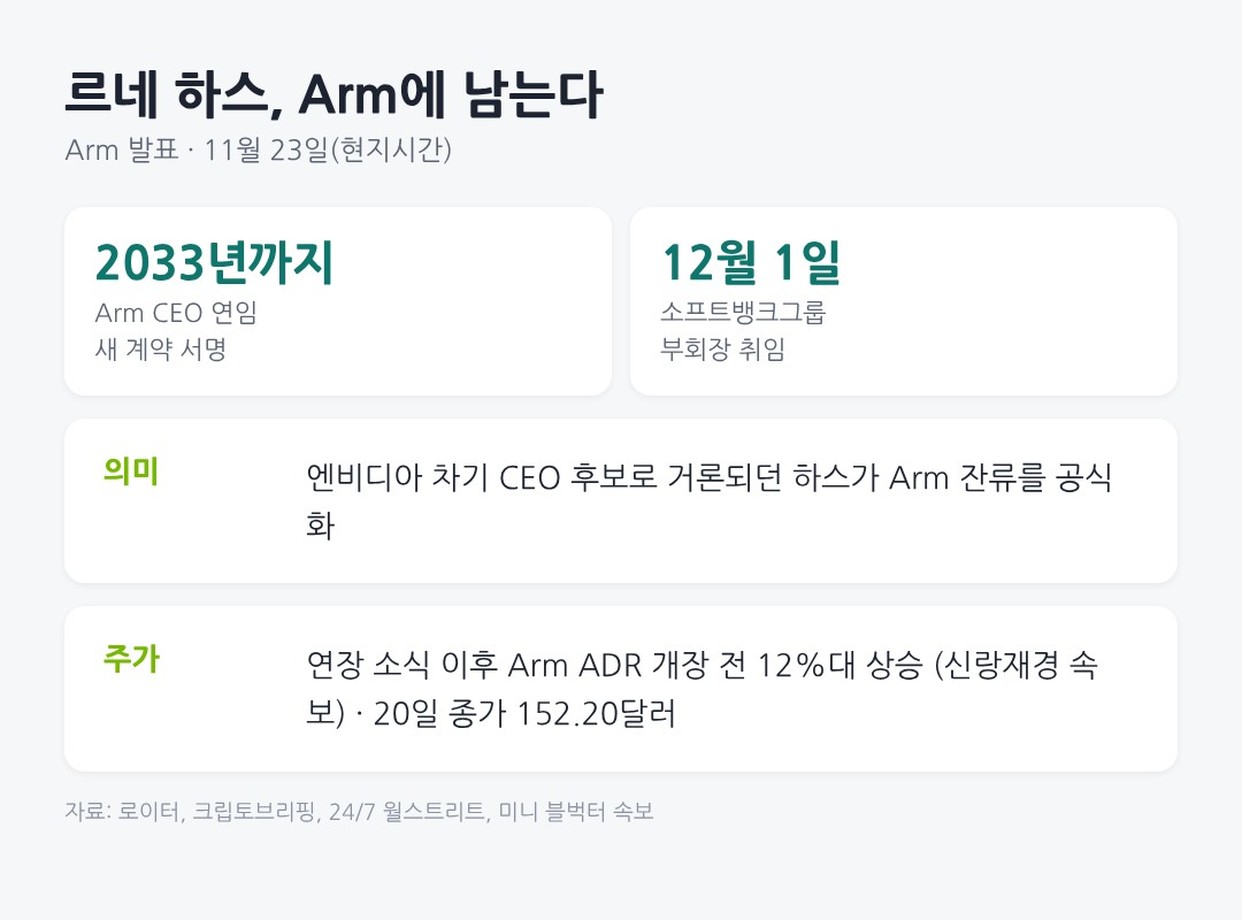 르네 하스, Arm에 남는다
Arm 발표 · 11월 23일(현지시간)
2033년까지
Arm CEO 연임
새 계약 서명
12월 1일
소프트뱅크그룹
부회장 취임
의미
엔비디아 차기 CEO 후보로 거론되던 하스가 Arm 잔류를 공식
화
주가
연장 소식 이후 Arm ADR 개장 전 12%대 상승 (신랑재경 속
보) · 20일 종가 152.20달러
자료: 로이터, 크립토브리핑, 24/7 월스트리트, 미니 블벅터 속보